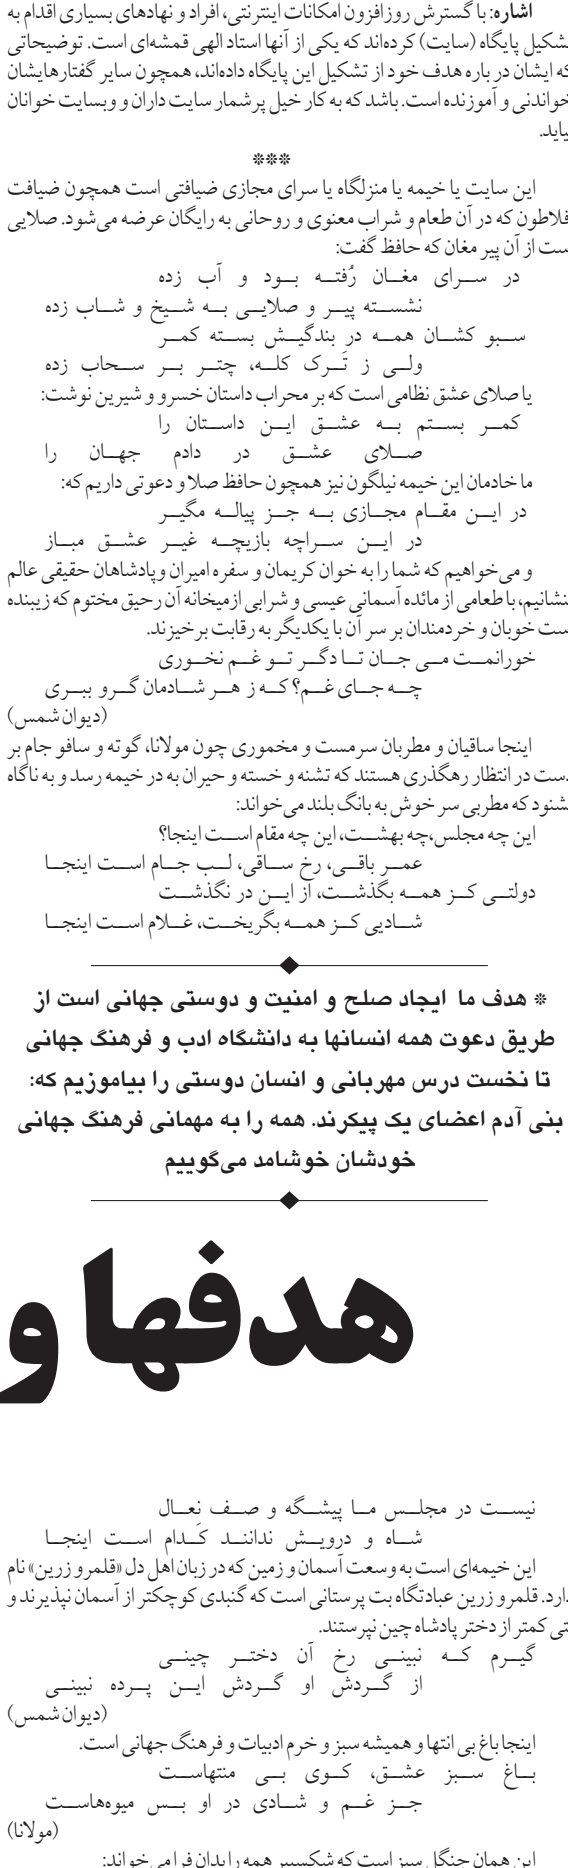 اشاره: با گسترش روزافزون امکانات اینترنتی، افراد و نهادهای بسیاری اقدام به
تشکیل پایگاه (سایت) کرده‌اند که یکی از آنها استاد الهی قمشه‌ای است. توضیحاتی
که ایشان در باره هدف خود از تشکیل این پایگاه داده‌اند، همچون سایر گفتارهایشان
خواندنی و آموزنده است. باشد که به کار خیل پرشمار سایت داران و وبسایت خوانان
بیاید.
***
این سایت یا خیمه یا منزلگاه یا سرای مجازی ضیافتی است همچون ضیافت
افلاطون که در آن طعام و شراب معنوی و روحانی به رایگان عرضه می‌شود. صلایی
است از آن پیر مغان که حافظ گفت:
در سرای مغان رُفته بود و آب زده
نشسته پیر و صلایی به شیخ و شاب زده
سبو کشان همه در بندگیش بسته کمر
ولی ز تَرک کله، چتر بر سحاب زده
یا صلای عشق نظامی است که بر محراب داستان خسرو و شیرین نوشت:
کمر بستم به عشق این داستان را
صلای عشق در دادم جهان را
ما خادمان این خیمه نیلگون نیز همچون حافظ صلا و دعوتی داریم که:
در این مقام مجازی به جز پیاله مگیر
در این سراچه بازیچه غیر عشق مباز
و می‌خواهیم که شما را به خوان کریمان و سفره امیران و پادشاهان حقیقی عالم
بنشانیم، با طعامی از مائده آسمانی عیسی و شرابی از میخانه آن رحیق مختوم که زیبنده
است خوبان و خردمندان بر سر آن با یکدیگر به رقابت برخیزند.
خورانمت می جان تا دگر تو غم نخوری
چه جای غم؟ که ز هر شادمان گرو ببری
(دیوان شمس)
اینجا ساقیان و مطربان سرمست و مخموری چون مولانا، گوته و سافو جام بر
دست در انتظار رهگذری هستند که تشنه و خسته و حیران به در خیمه رسد و به ناگاه
بشنود که مطربی سر خوش به بانگ بلند می‌خواند:
این چه مجلس،چه بهشت، این چه مقام است اینجا؟
عمر باقی، رخ ساقی، لب جام است اینجا
دولتی کز همه بگذشت، از این در نگذشت
شادیی کز همه بگریخت، غلام است اینجا
* هدف ما ایجاد صلح و امنیت و دوستی جهانی است از
طریق دعوت همه انسانها به دانشگاه ادب و فرهنگ جهانی
تا نخست درس مهربانی و انسان دوستی را بیاموزیم که:
بنی آدم اعضای یک پیکرند. همه را به مهمانی فرهنگ جهانی
خودشان خوشامد می‌گوییم
هدفها و
نیست در مجلس ما پیشگه و صف نِعال
شاه و درویش ندانند کَدام است اینجا
این خیمه‌ای است به وسعت آسمان و زمین که در زبان اهل دل «قلمرو زرین» نام
دارد. قلمرو زرین عبادتگاه بت پرستانی است که گنبدی کوچکتر از آسمان نپذیرند و
بتی کمتر از دختر پادشاه چین نپرستند.
گیرم که نبینی رخ آن دختر چینی
از گردش او گردش این پرده نبینی
(دیوان شمس)
اینجا باغ بی انتها و همیشه سبز و خرم ادبیات و فرهنگ جهانی است.
باغ سبز عشق، کوی بی منتهاست
جز غم و شادی در او بس میوه‌هاست
(مولانا)
این همان جنگل سبز است که شکسپیر همه را بدان فرا می‌خواند: